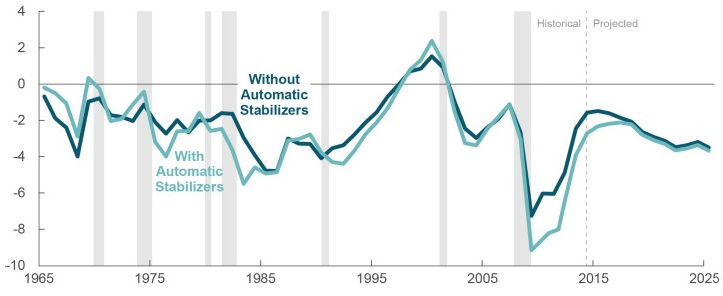 4
2
0
-2
-4
-6
-8
-10
Historical
Projected
Without
Automatic
Stabilizers
With
Automatic
Stabilizers
1965
1975
1985
1995
2005
2015
2025